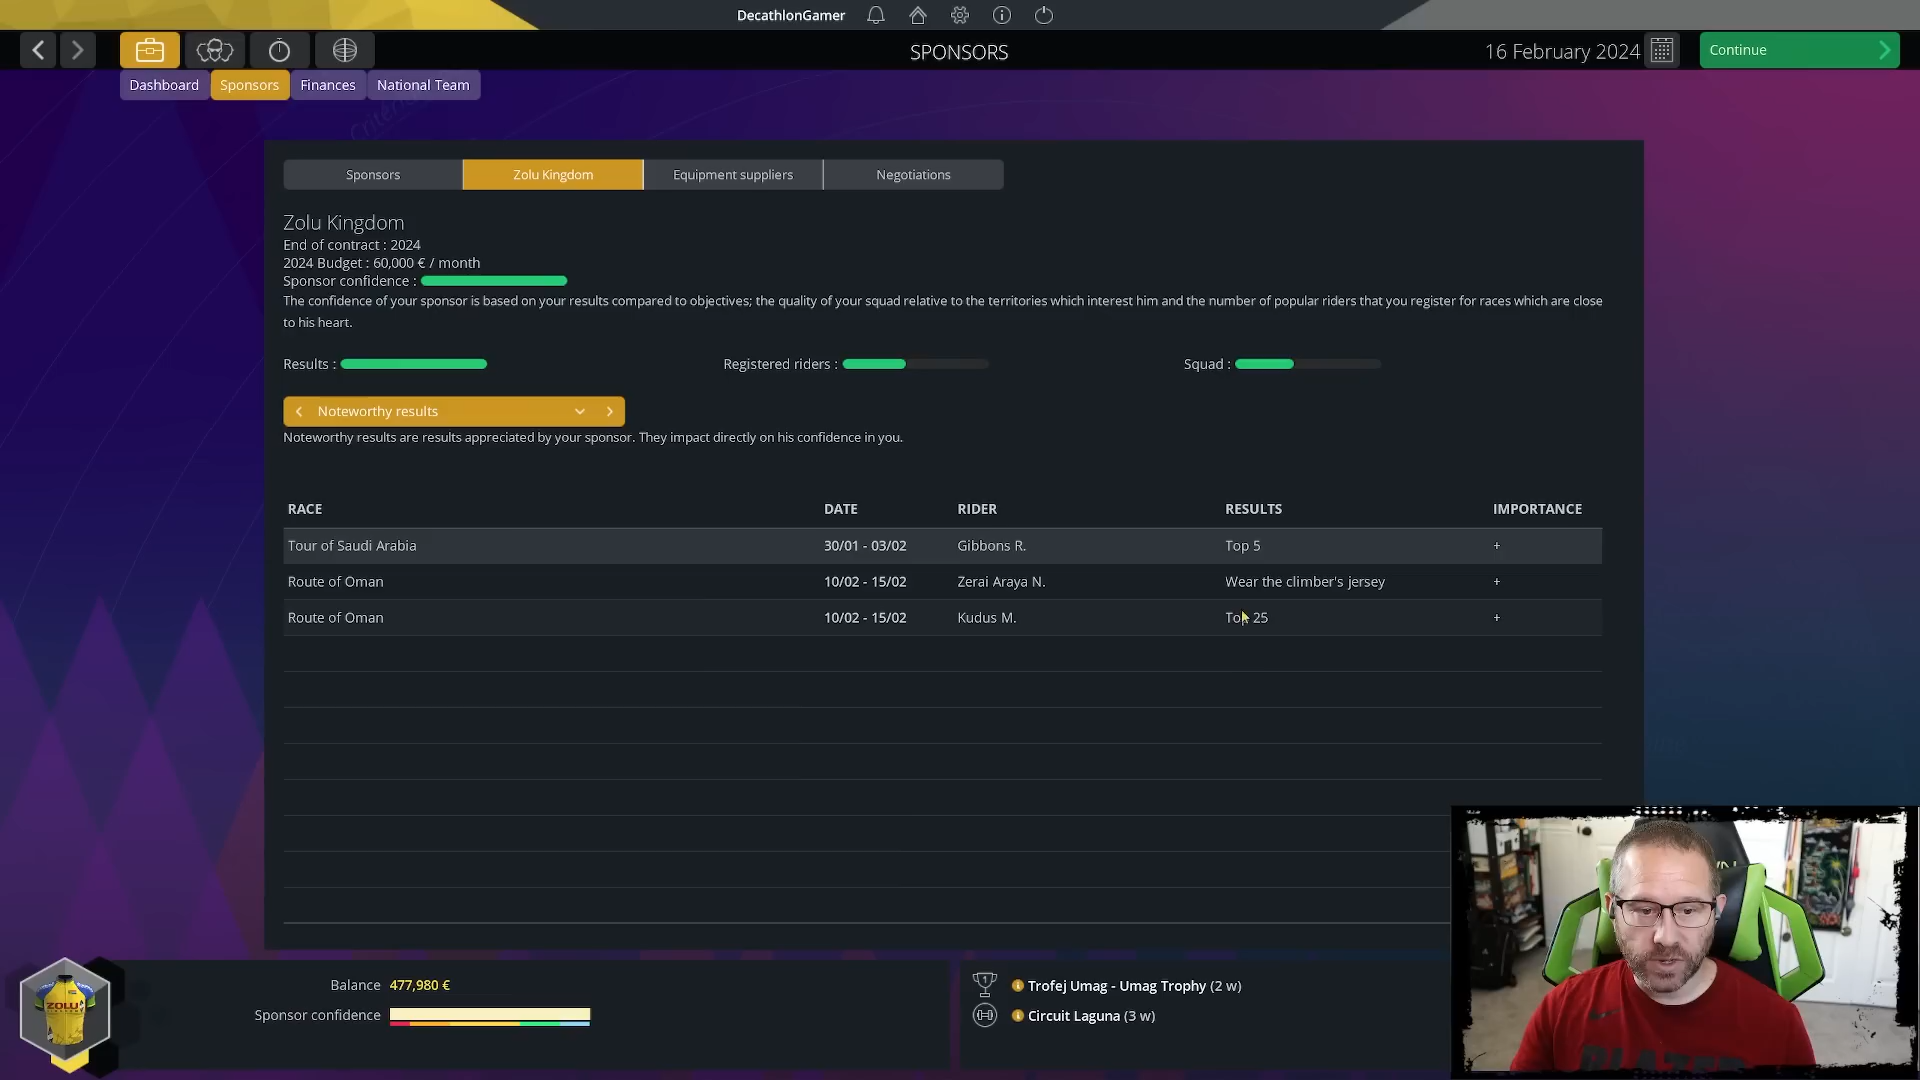 DecathlonGamer
SPONSORS
16 February 2024
Continue
Dashboard
Sponsors
Finances
National Team
Sponsors
Zolu Kingdom
Equipment suppliers
Negotiations
Zolu Kingdom
End of contract : 2024
2024 Budget : 60,000 € / month
Sponsor confidence :
The confidence of your sponsor is based on your results compared to objectives; the quality of your squad relative to the territories which interest him and the number of popular riders that you register for races which are close
to his heart.
Results :
Registered riders :
Squad :
Noteworthy results
Noteworthy results are results appreciated by your sponsor. They impact directly on his confidence in you.
RACE DATE RIDER RESULTS IMPORTANCE
Tour of Saudi Arabia 30/01 - 03/02 Gibbons R. Top 5 +
Route of Oman 10/02 - 15/02 Zerai Araya N. Wear the climber's jersey +
Route of Oman 10/02 - 15/02 Kudus M. Top 25 +
Balance 477,980 €
Sponsor confidence
Trofej Umag - Umag Trophy (2 w)
Circuit Laguna (3 w)
ZOLU